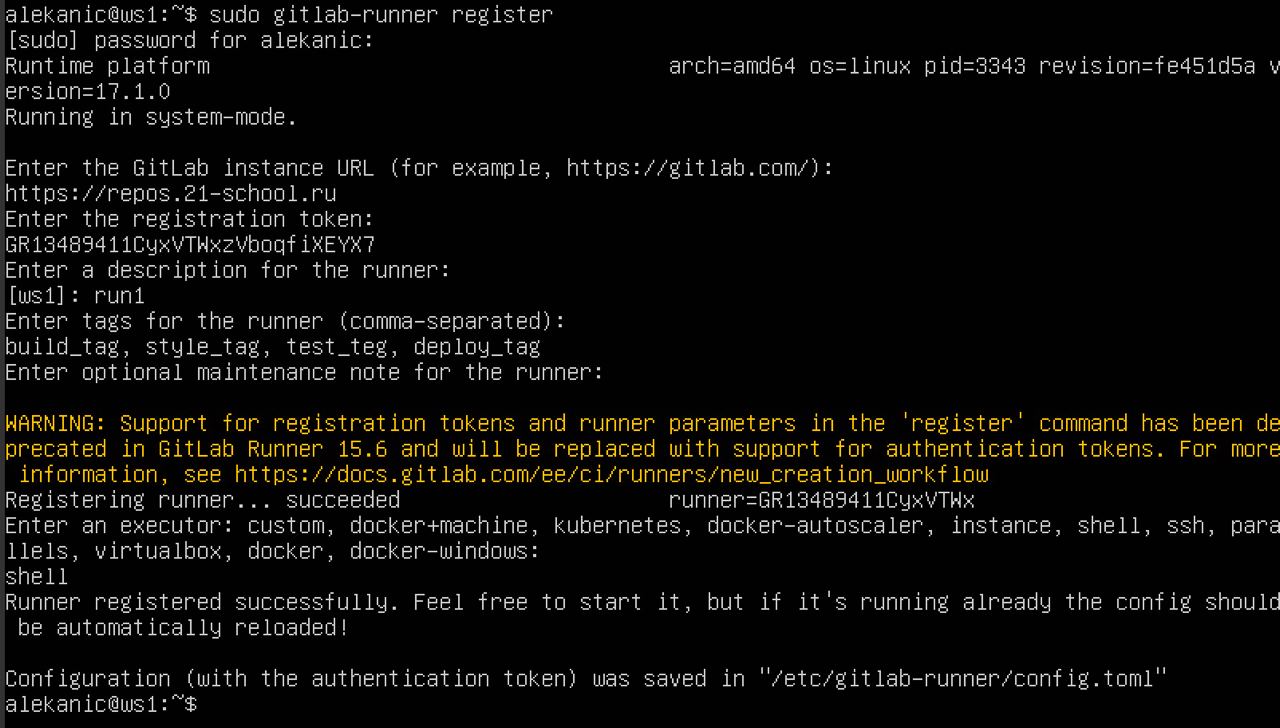 alekanic@ws1:~$ sudo gitlab-runner register
[sudo] password for alekanic:
Runtime platform                                    arch=amd64 os=linux pid=3343 revision=fe451d5a v
ersion=17.1.0
Running in system-mode.
Enter the GitLab instance URL (for example, https://gitlab.com/):
https://repos.21-school.ru
Enter the registration token:
GR13489411CyxVTWxzVboqfiXEYX7
Enter a description for the runner:
[ws1]: run1
Enter tags for the runner (comma-separated):
build_tag, style_tag, test_teg, deploy_tag
Enter optional maintenance note for the runner:
WARNING: Support for registration tokens and runner parameters in the 'register' command has been de
precated in GitLab Runner 15.6 and will be replaced with support for authentication tokens. For more
 information, see https://docs.gitlab.com/ee/ci/runners/new_creation_workflow
Registering runner... succeeded                     runner=GR13489411CyxVTWx
Enter an executor: custom, docker+machine, kubernetes, docker-autoscaler, instance, shell, ssh, para
llels, virtualbox, docker, docker-windows:
shell
Runner registered successfully. Feel free to start it, but if it's running already the config should
 be automatically reloaded!
Configuration (with the authentication token) was saved in "/etc/gitlab-runner/config.toml"
alekanic@ws1:~$